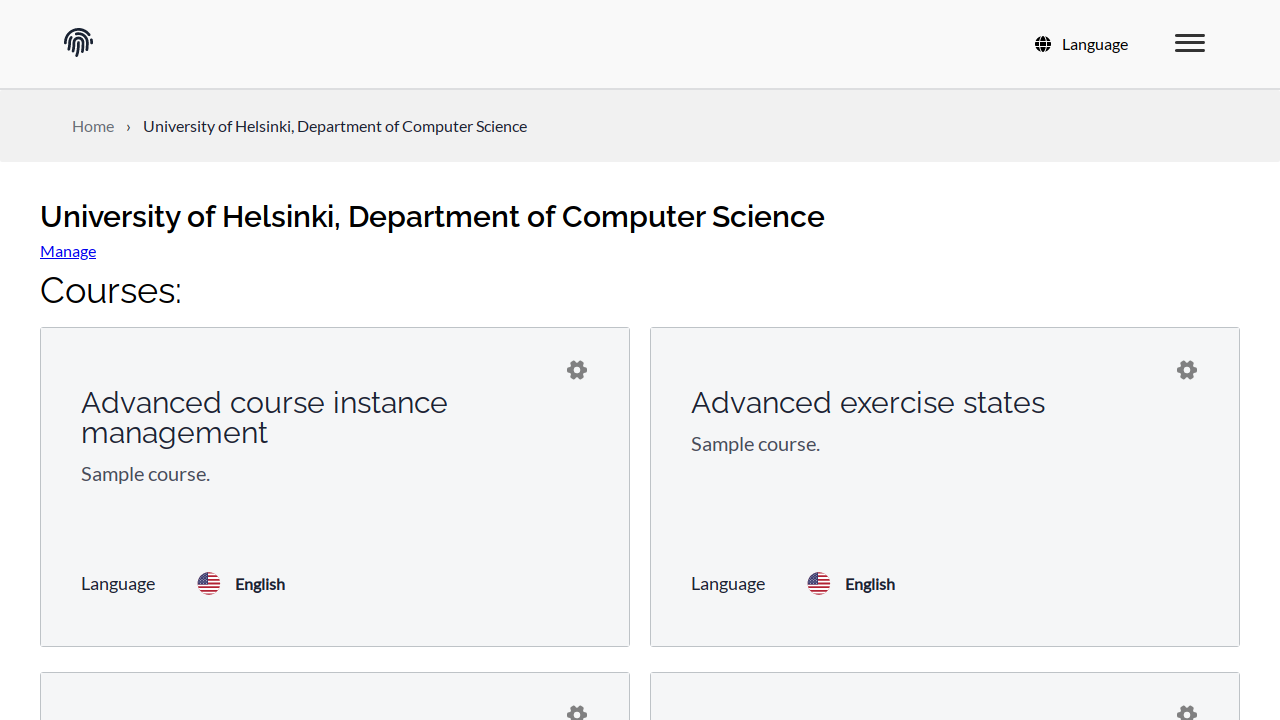 Language
Home › University of Helsinki, Department of Computer Science
University of Helsinki, Department of Computer Science
Manage
Courses:
Advanced course instance
management
Sample course.
Language English
Advanced exercise states
Sample course.
Language English